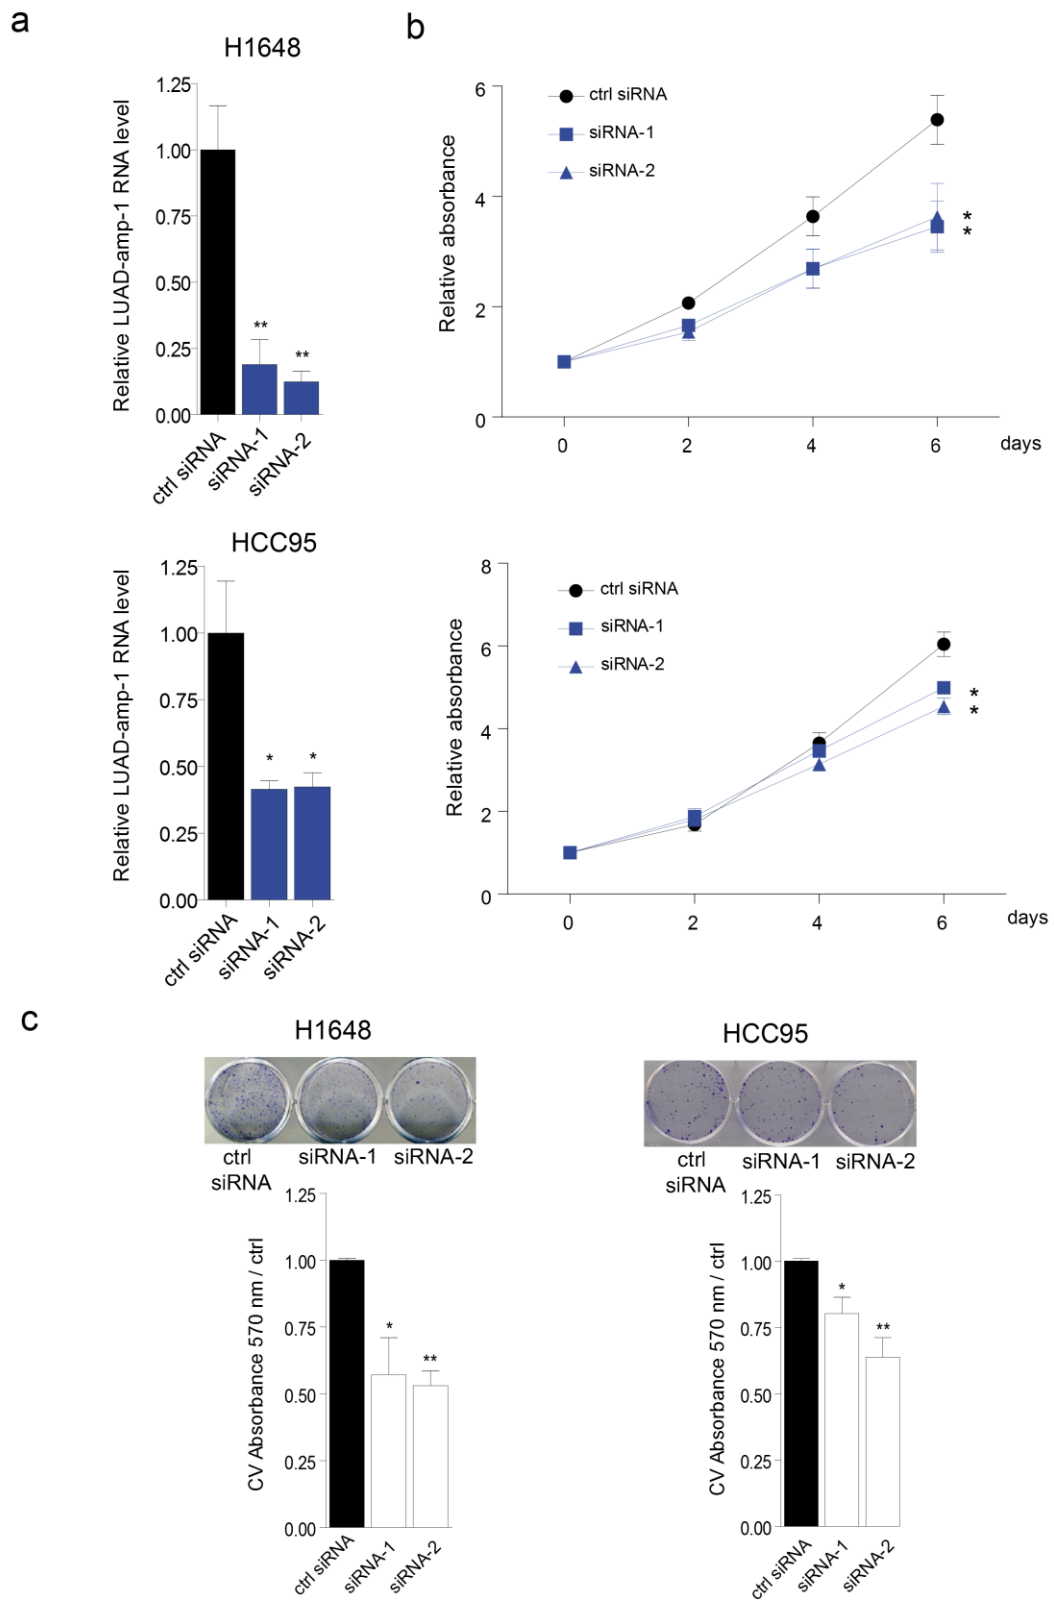 a
H1648
Relative LUAD-amp-1 RNA level
1.25
1.00
0.75
0.50
0.25
0.00
**
**
ctrl siRNA
siRNA-1
siRNA-2
b
Relative absorbance
6
4
2
0
ctrl siRNA
siRNA-1
siRNA-2
*
*
0 2 4 6 days
HCC95
Relative LUAD-amp-1 RNA level
1.25
1.00
0.75
0.50
0.25
0.00
*
*
ctrl siRNA
siRNA-1
siRNA-2
Relative absorbance
8
6
4
2
0
ctrl siRNA
siRNA-1
siRNA-2
*
*
0 2 4 6 days
c
H1648
ctrl siRNA-1 siRNA-2
siRNA
CV Absorbance 570 nm / ctrl
1.25
1.00
0.75
0.50
0.25
0.00
*
**
ctrl siRNA
siRNA-1
siRNA-2
HCC95
ctrl siRNA-1 siRNA-2
siRNA
CV Absorbance 570 nm / ctrl
1.25
1.00
0.75
0.50
0.25
0.00
*
**
ctrl siRNA
siRNA-1
siRNA-2